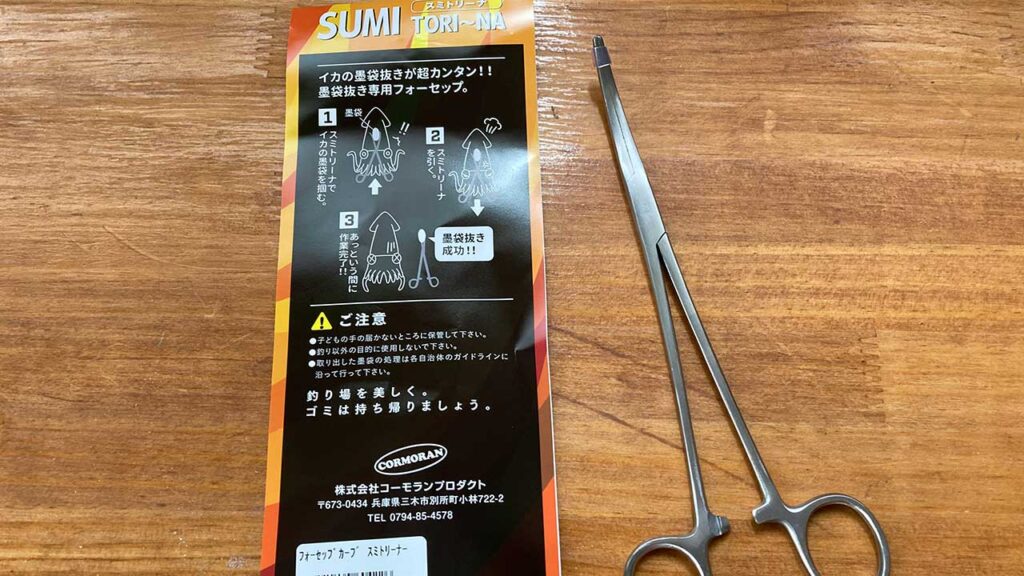 スミトリーナ
SUMI TORI〜NA
イカの墨袋抜きが超カンタン!!
墨袋抜き専用フォーセップ。
1
スミトリーナで
イカの墨袋を掴む。
墨袋
!!
2
スミトリーナ
を引く。
3
あっという間に
作業完了!!
墨袋抜き
成功!!
ご注意
●子どもの手の届かないところに保管して下さい。
●釣り以外の目的に使用しないで下さい。
●取り出した墨袋の処理は各自治体のガイドラインに
沿って行って下さい。
釣り場を美しく。
ゴミは持ち帰りましょう。
CORMORAN
株式会社コーモランプロダクト
〒673-0434 兵庫県三木市別所町小林722-2
TEL 0794-85-4578
フォーセップカーブ スミトリーナー